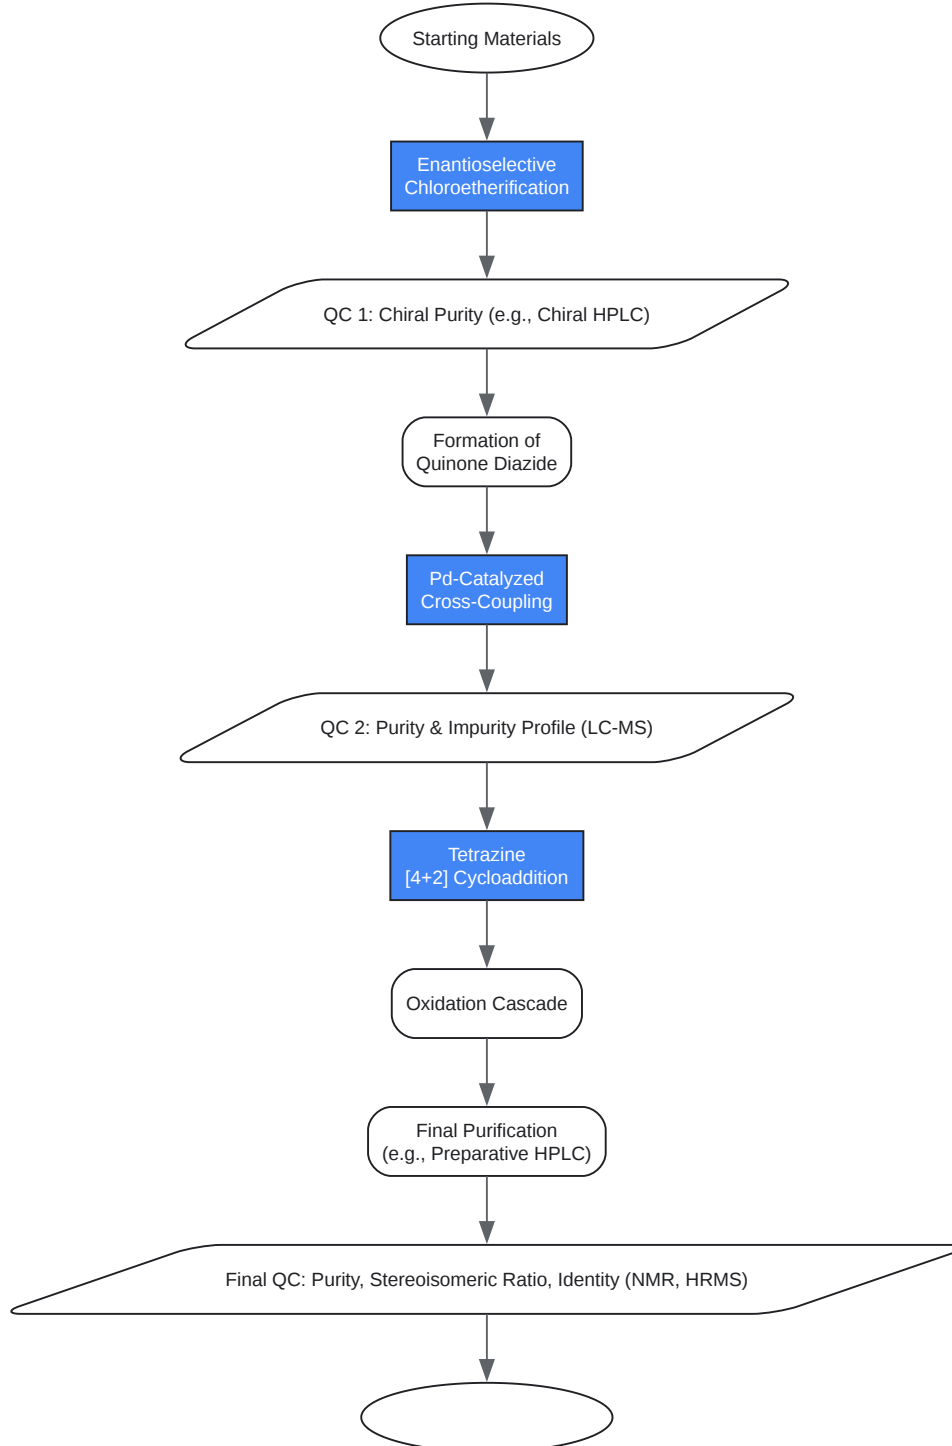 Starting Materials
Enantioselective
Chloroetherification
QC 1: Chiral Purity (e.g., Chiral HPLC)
Formation of
Quinone Diazide
Pd-Catalyzed
Cross-Coupling
QC 2: Purity & Impurity Profile (LC-MS)
Tetrazine
[4+2] Cycloaddition
Oxidation Cascade
Final Purification
(e.g., Preparative HPLC)
Final QC: Purity, Stereoisomeric Ratio, Identity (NMR, HRMS)